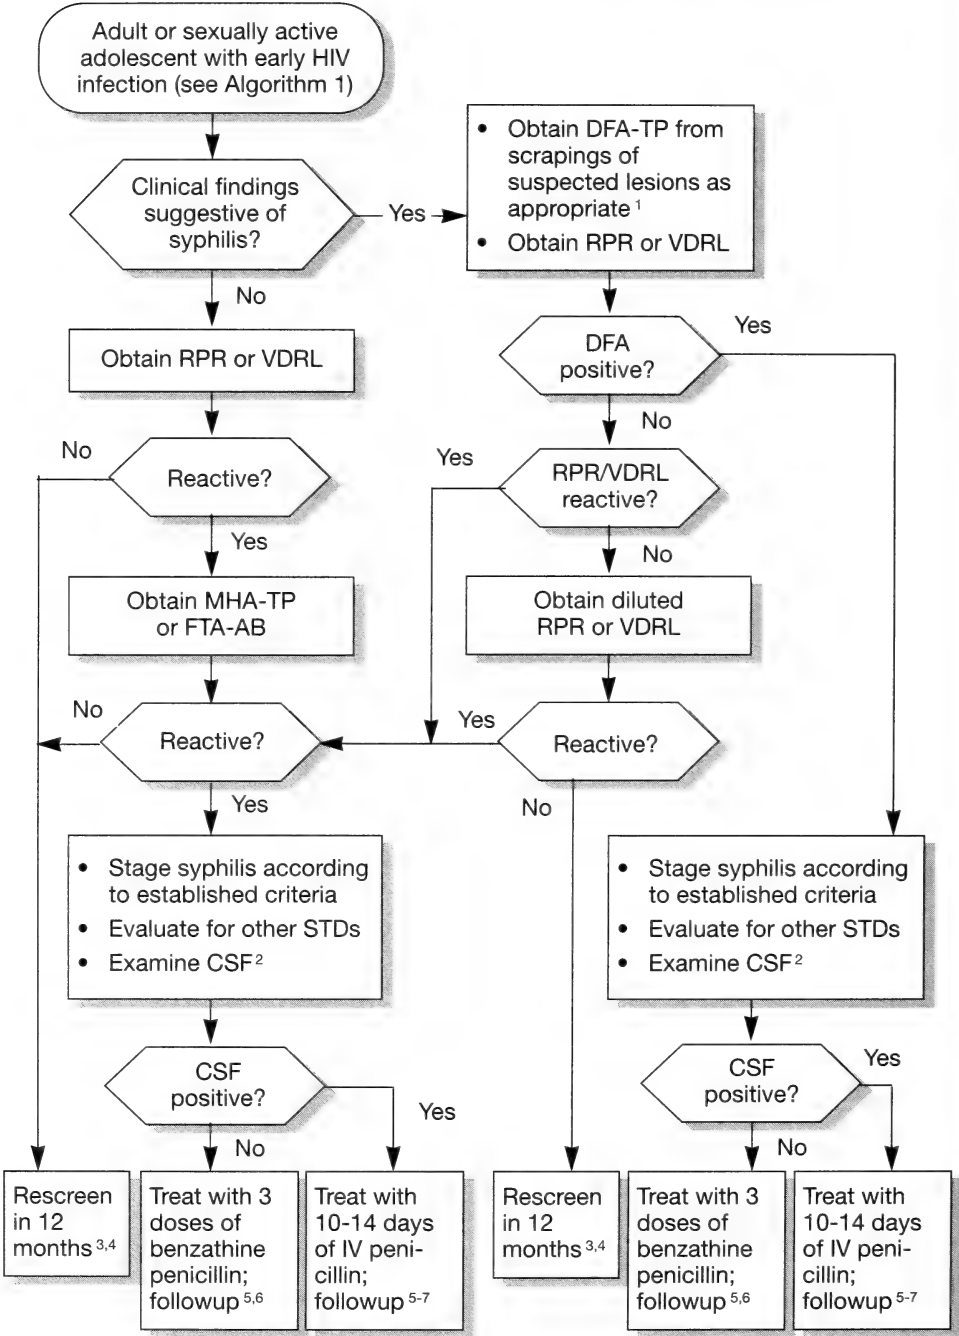 Adult or sexually active
adolescent with early HIV
infection (see Algorithm 1)
Clinical findings
suggestive of
syphilis?
Yes
• Obtain DFA-TP from
scrapings of
suspected lesions as
appropriate 1
• Obtain RPR or VDRL
No
Obtain RPR or VDRL
DFA
positive?
Yes
No
Reactive?
No
Yes
RPR/VDRL
reactive?
Yes
No
Obtain MHA-TP
or FTA-AB
Obtain diluted
RPR or VDRL
Reactive?
No
Yes
Reactive?
Yes
No
• Stage syphilis according
to established criteria
• Evaluate for other STDs
• Examine CSF 2
• Stage syphilis according
to established criteria
• Evaluate for other STDs
• Examine CSF 2
CSF
positive?
Yes
No
CSF
positive?
Yes
No
Rescreen
in 12
months 3,4
Treat with 3
doses of
benzathine
penicillin;
followup 5,6
Treat with
10-14 days
of IV peni-
cillin;
followup 5-7
Rescreen
in 12
months 3,4
Treat with 3
doses of
benzathine
penicillin;
followup 5,6
Treat with
10-14 days
of IV peni-
cillin;
followup 5-7